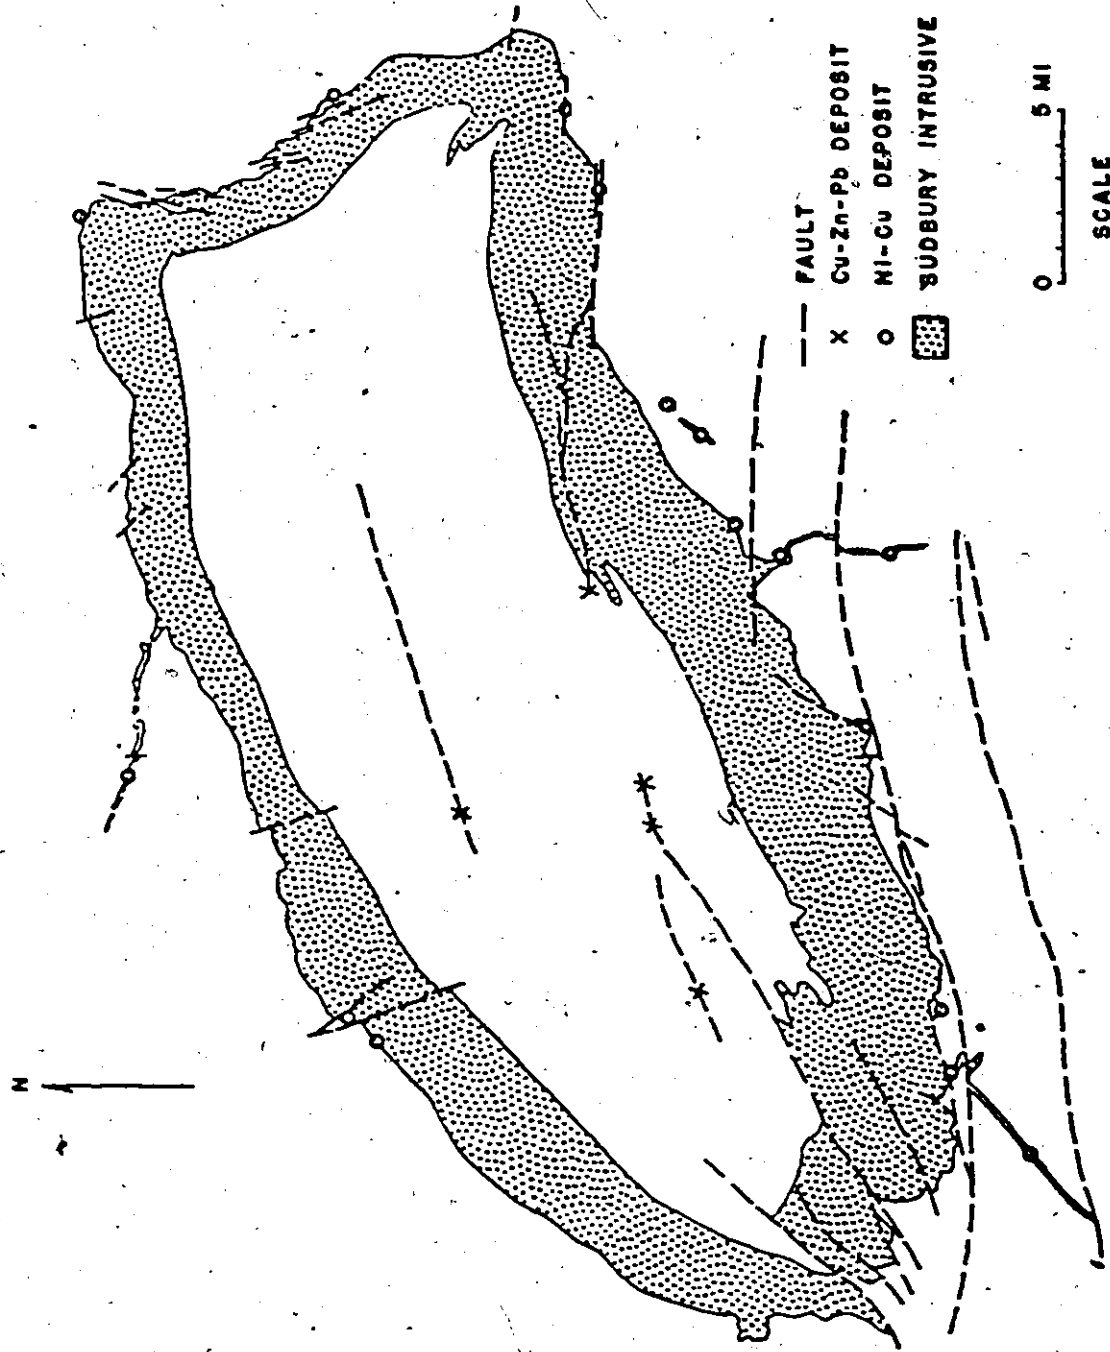 N
FAULT
x Cu-Zn-Pb DEPOSIT
o Ni-Cu DEPOSIT
SUDBURY INTRUSIVE
0 5 MI
SCALE